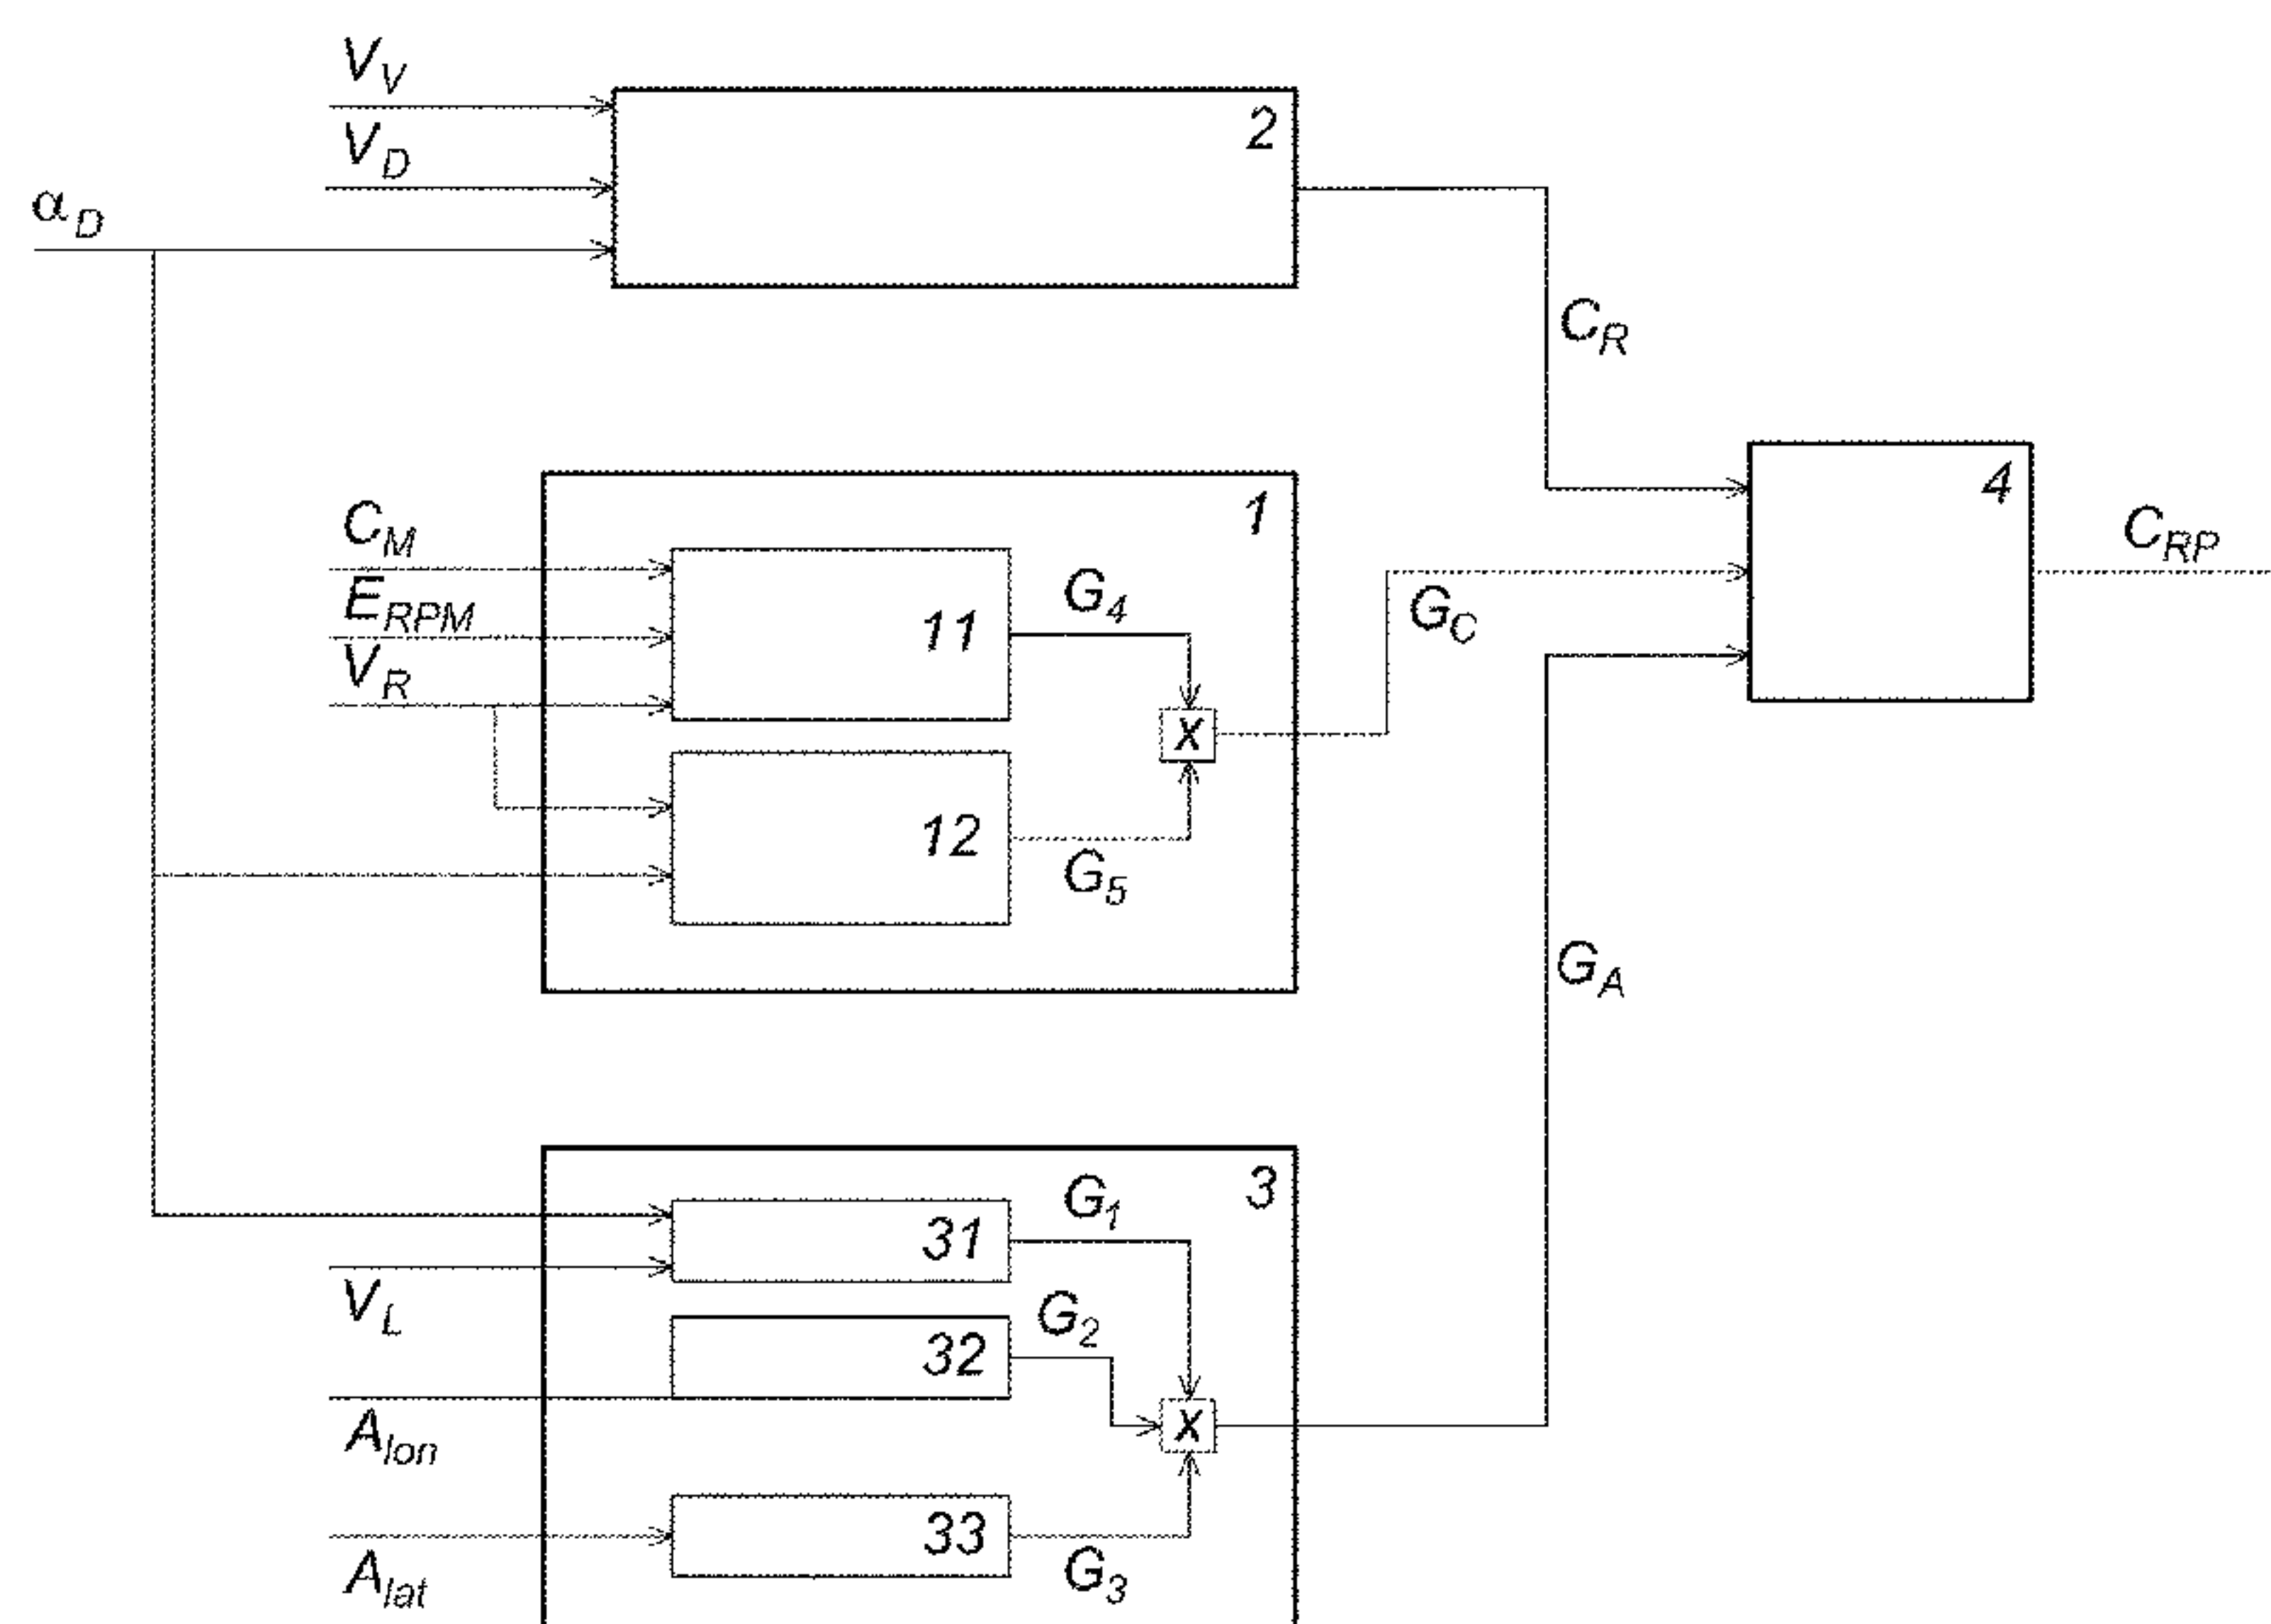 V_V
2
V_D
α_D
C_R
1
4
C_M
C_RP
E_RPM
G_4
11
G_C
V_R
X
12
G_5
G_A
3
G_1
31
V_L
G_2
32
X
A_lon
33
G_3
A_lat